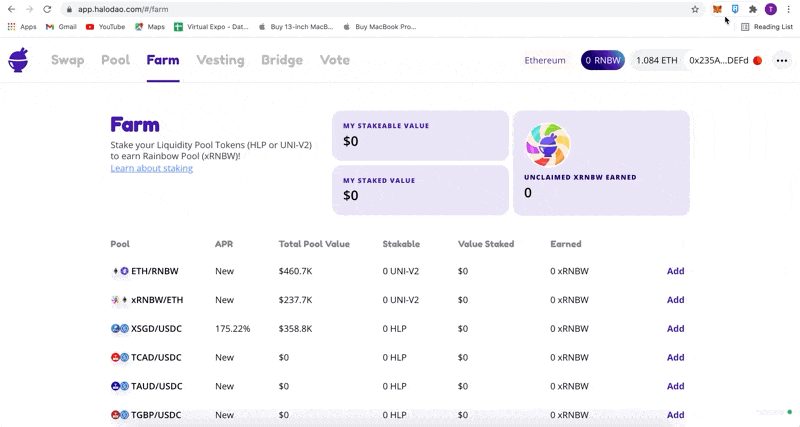 app.halodao.com/#/farm
T
Apps
Gmail
YouTube
Maps
Virtual Expo - Dat...
Buy 13-inch MacB...
Buy MacBook Pro...
Reading List
Swap
Pool
Farm
Vesting
Bridge
Vote
Ethereum
0 RNBW
1.084 ETH
0x235A...DEFd
Farm
Stake your Liquidity Pool Tokens (HLP or UNI-V2)
to earn Rainbow Pool (xRNBW)!
Learn about staking
MY STAKEABLE VALUE
$0
MY STAKED VALUE
$0
UNCLAIMED XRNBW EARNED
0
Pool APR Total Pool Value Stakable Value Staked Earned
ETH/RNBW New $460.7K 0 UNI-V2 $0 0 xRNBW Add
xRNBW/ETH New $237.7K 0 UNI-V2 $0 0 xRNBW Add
XSGD/USDC 175.22% $358.8K 0 HLP $0 0 xRNBW Add
TCAD/USDC New $0 0 HLP $0 0 xRNBW Add
TAUD/USDC New $0 0 HLP $0 0 xRNBW Add
TGBP/USDC New $0 0 HLP $0 0 xRNBW Add